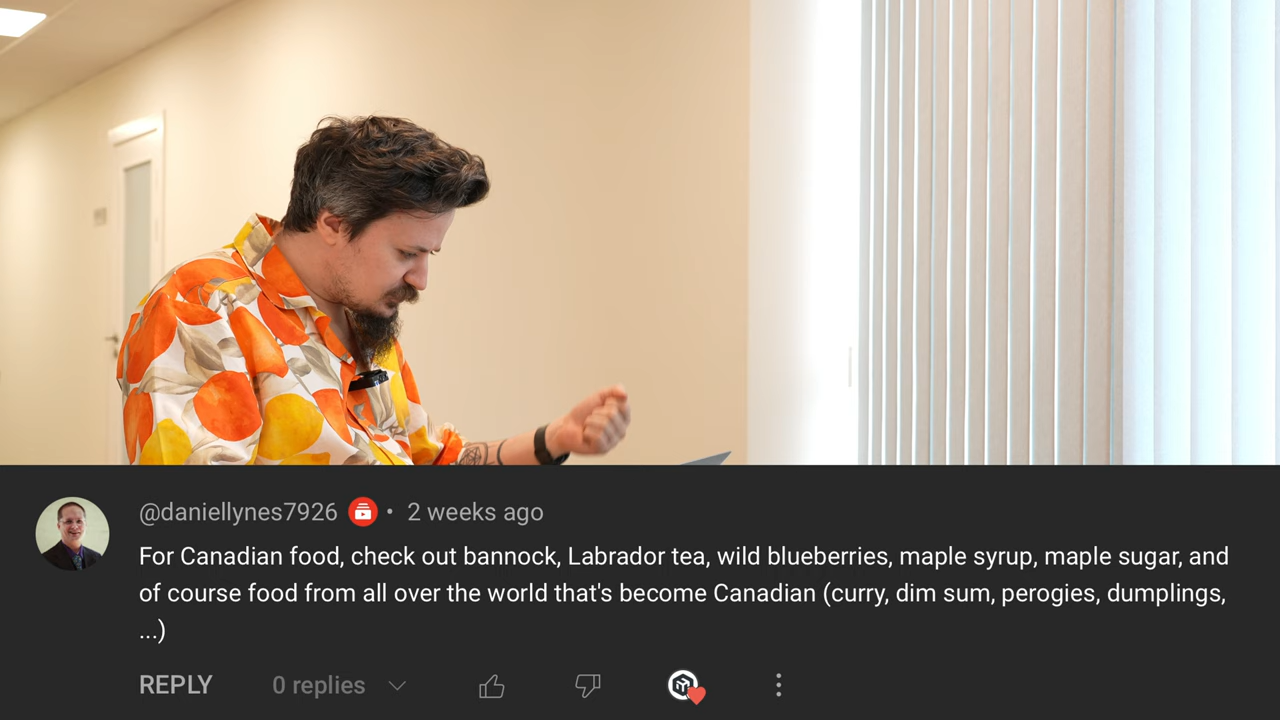 @daniellynes7926 • 2 weeks ago
For Canadian food, check out bannock, Labrador tea, wild blueberries, maple syrup, maple sugar, and
of course food from all over the world that's become Canadian (curry, dim sum, perogies, dumplings,
...)
REPLY 0 replies